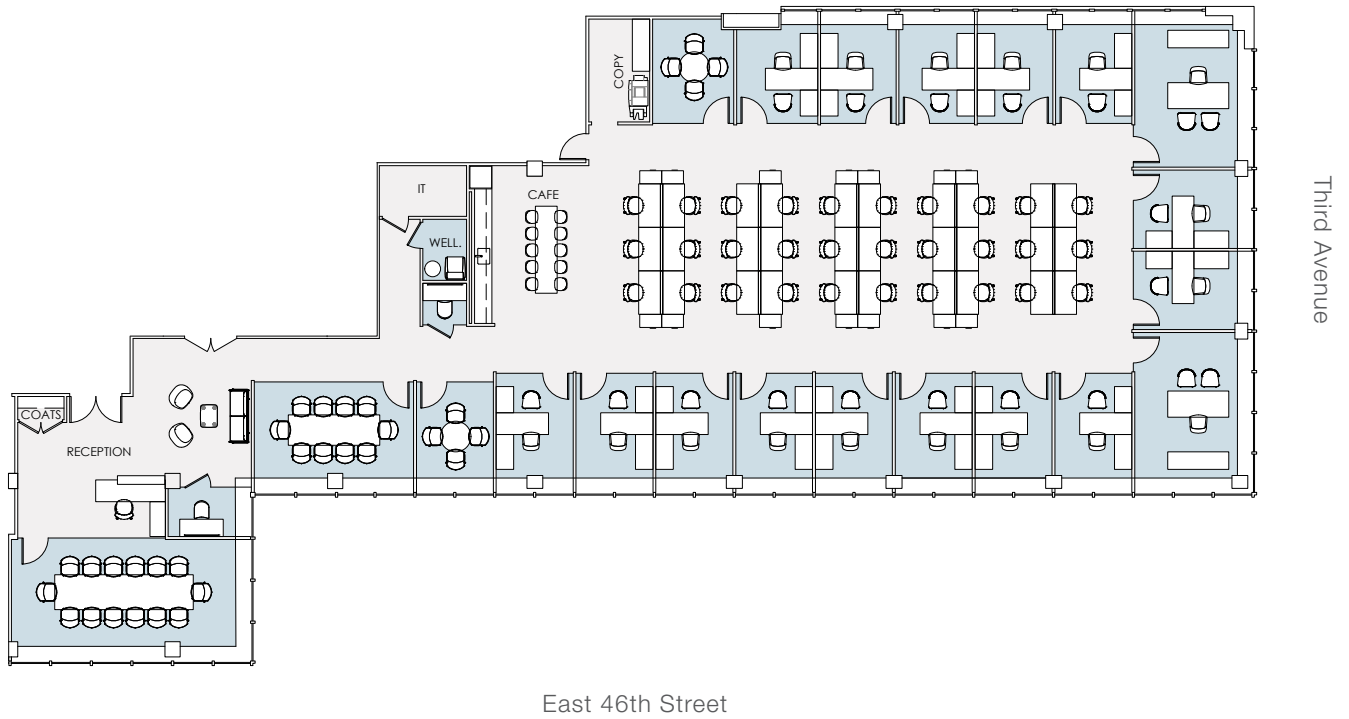 COPY
IT
CAFE
WELL.
Third Avenue
COATS
RECEPTION
East 46th Street